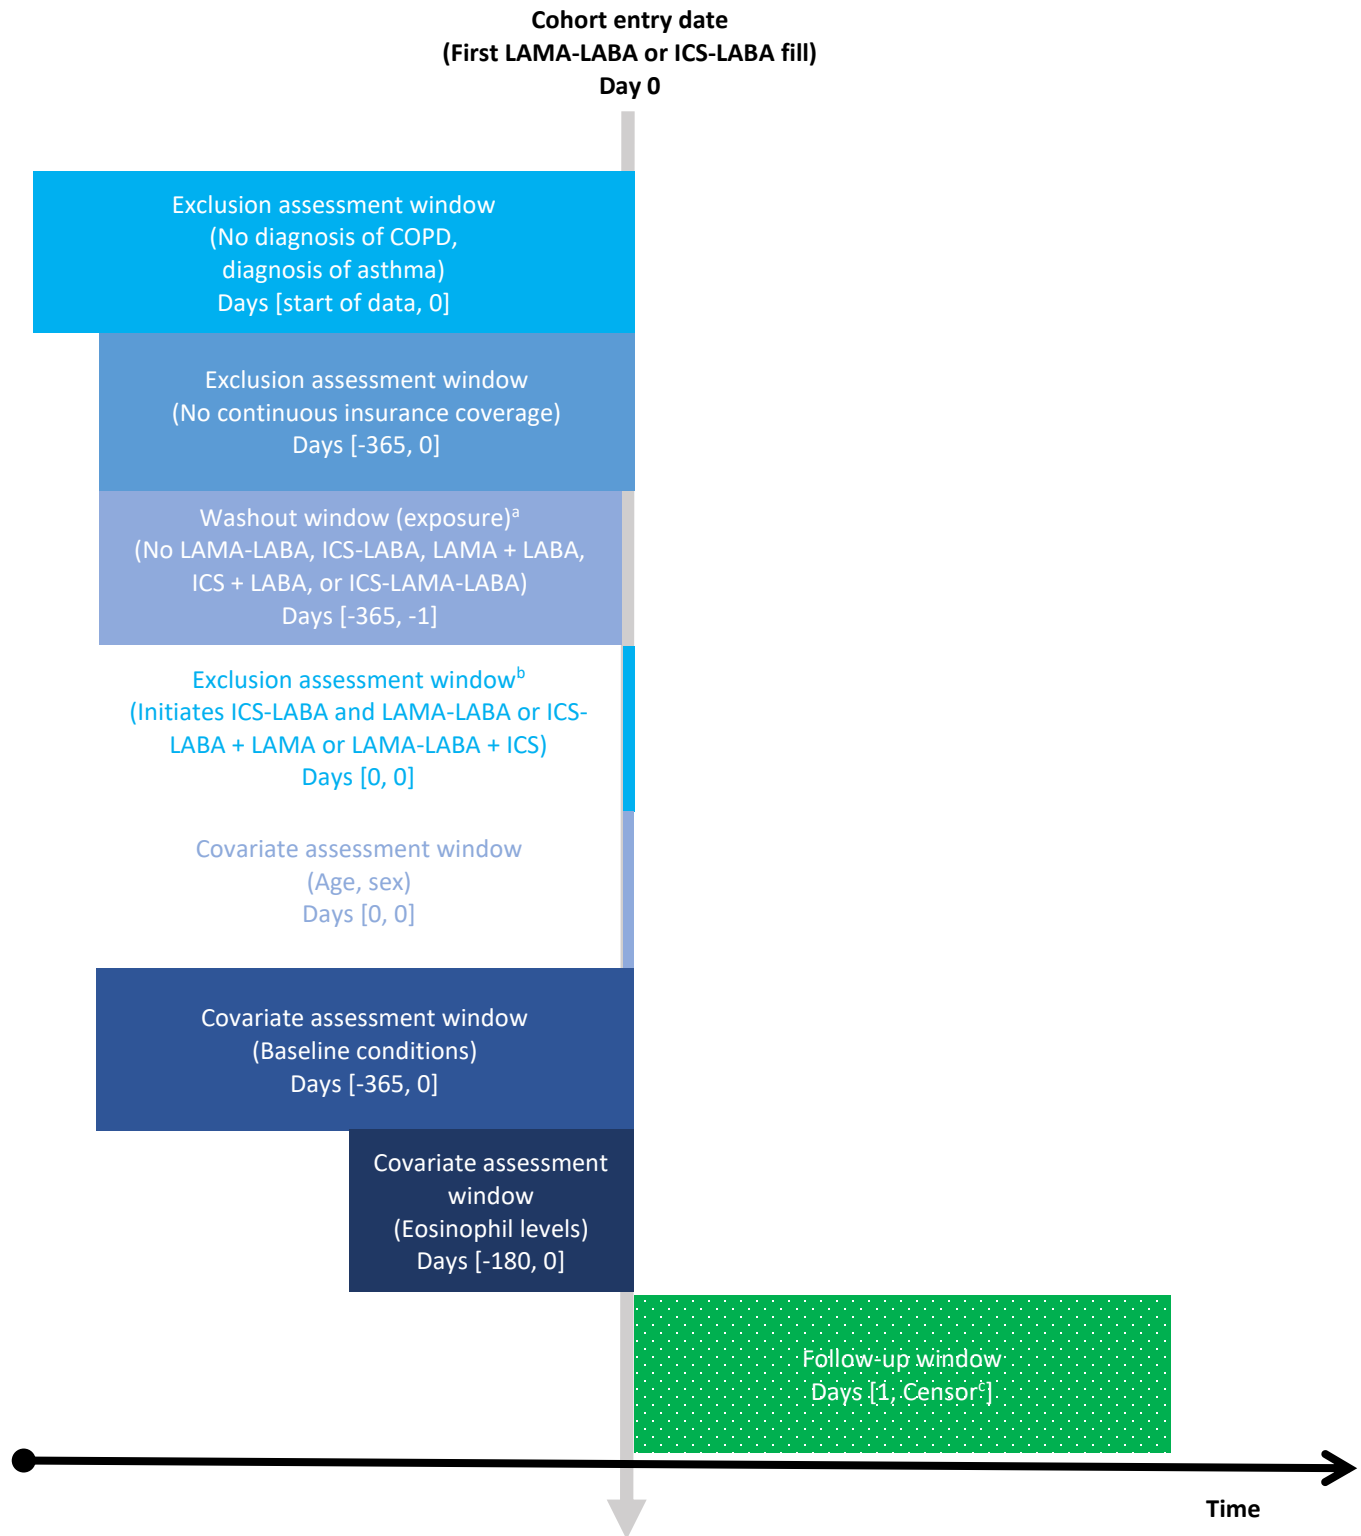 Cohort entry date
(First LAMA-LABA or ICS-LABA fill)
Day 0
Exclusion assessment window
(No diagnosis of COPD,
diagnosis of asthma)
Days [start of data, 0]
Exclusion assessment window
(No continuous insurance coverage)
Days [-365, 0]
Washout window (exposure)ᵃ
(No LAMA-LABA, ICS-LABA, LAMA + LABA,
ICS + LABA, or ICS-LAMA-LABA)
Days [-365, -1]
Exclusion assessment windowᵇ
(Initiates ICS-LABA and LAMA-LABA or ICS-
LABA + LAMA or LAMA-LABA + ICS)
Days [0, 0]
Covariate assessment window
(Age, sex)
Days [0, 0]
Covariate assessment window
(Baseline conditions)
Days [-365, 0]
Covariate assessment
window
(Eosinophil levels)
Days [-180, 0]
Follow-up window
Days [1, Censorᶜ]
Time